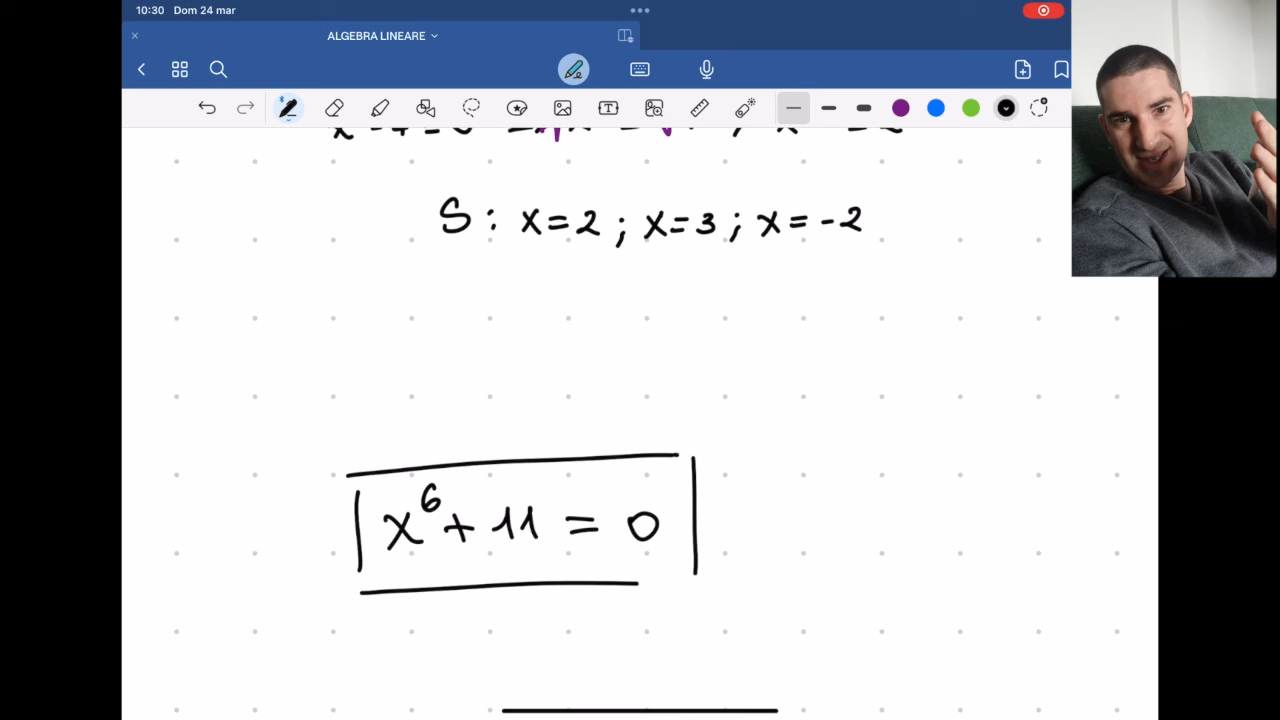 10:30 Dom 24 mar
ALGEBRA LINEARE
S : x = 2 ; x = 3 ; x = -2
x⁶ + 11 = 0